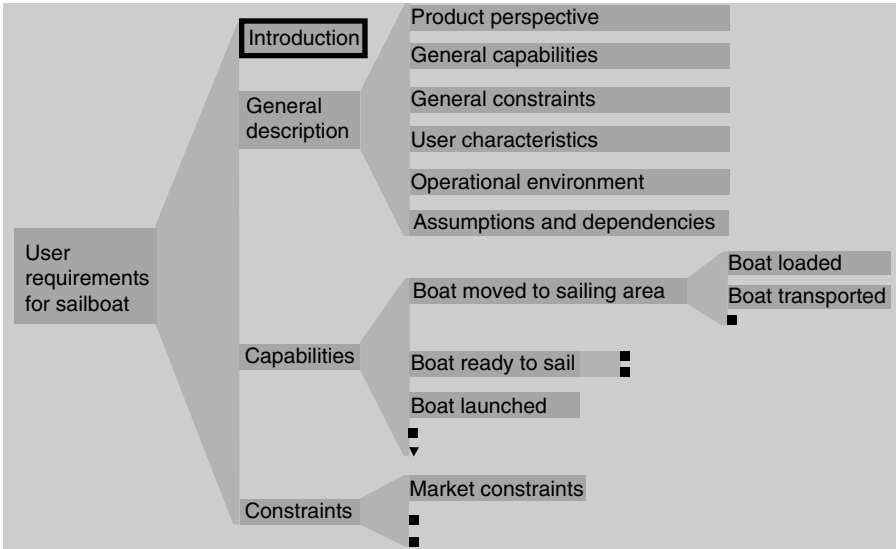 User
requirements
for sailboat
Introduction
General
description
Product perspective
General capabilities
General constraints
User characteristics
Operational environment
Assumptions and dependencies
Capabilities
Boat moved to sailing area
Boat loaded
Boat transported
Boat ready to sail
Boat launched
Constraints
Market constraints